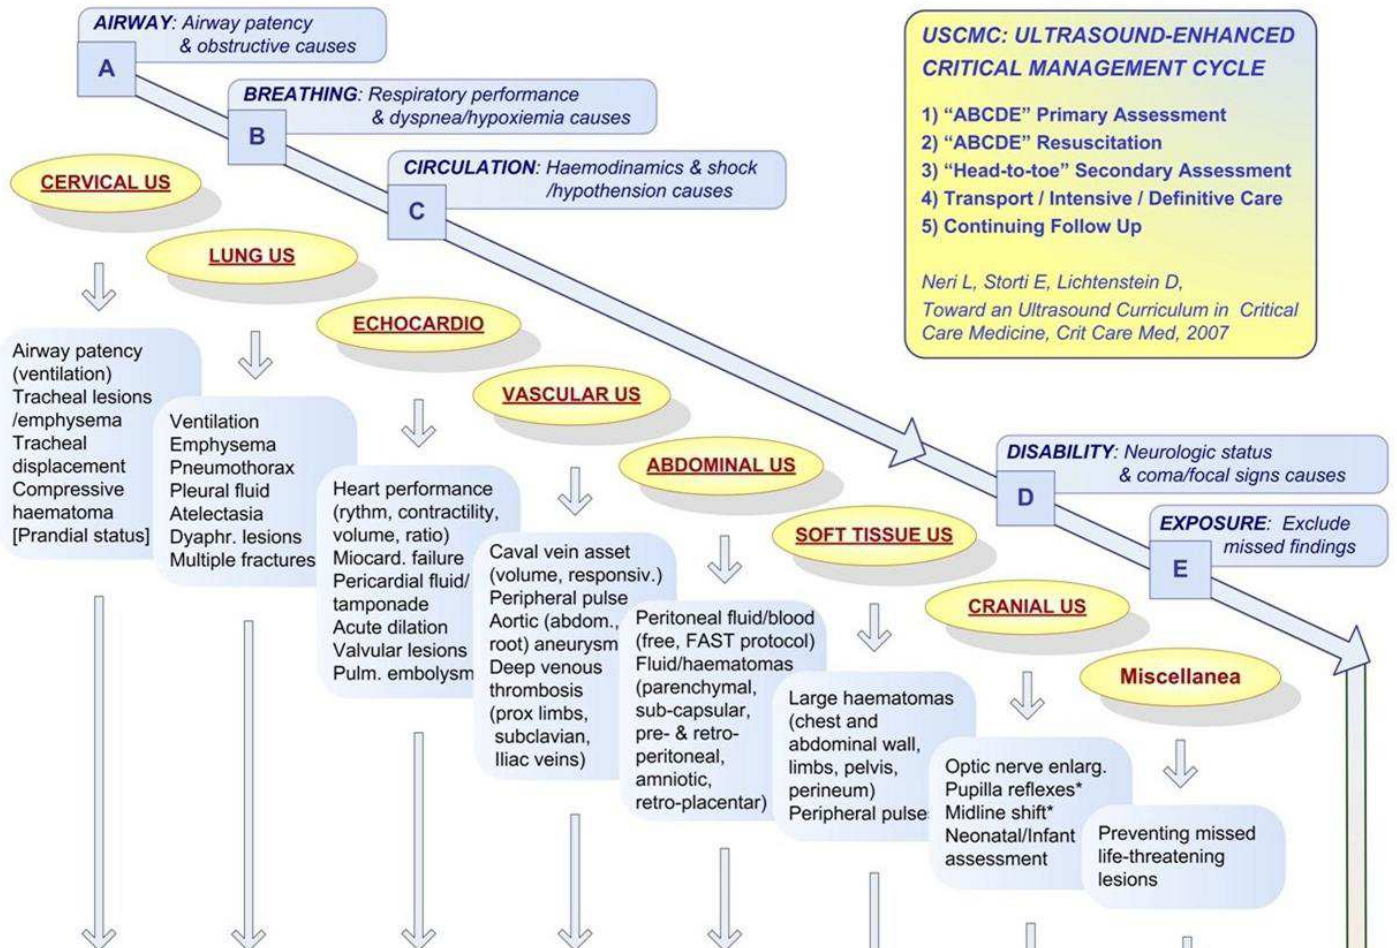 AIRWAY: Airway patency
& obstructive causes
A
BREATHING: Respiratory performance
& dyspnea/hypoxiemia causes
B
CIRCULATION: Haemodinamics & shock
/hypothension causes
C
USCMC: ULTRASOUND-ENHANCED
CRITICAL MANAGEMENT CYCLE
1) “ABCDE” Primary Assessment
2) “ABCDE” Resuscitation
3) “Head-to-toe” Secondary Assessment
4) Transport / Intensive / Definitive Care
5) Continuing Follow Up
Neri L, Storti E, Lichtenstein D,
Toward an Ultrasound Curriculum in Critical
Care Medicine, Crit Care Med, 2007
DISABILITY: Neurologic status
& coma/focal signs causes
D
EXPOSURE: Exclude
missed findings
E
CERVICAL US
Airway patency
(ventilation)
Tracheal lesions
/emphysema
Tracheal
displacement
Compressive
haematoma
[Prandial status]
LUNG US
Ventilation
Emphysema
Pneumothorax
Pleural fluid
Atelectasia
Dyaphr. lesions
Multiple fractures
ECHOCARDIO
Heart performance
(rythm, contractility,
volume, ratio)
Miocard. failure
Pericardial fluid/
tamponade
Acute dilation
Valvular lesions
Pulm. embolysm
VASCULAR US
Caval vein asset
(volume, responsiv.)
Peripheral pulse
Aortic (abdom.,
root) aneurysm
Deep venous
thrombosis
(prox limbs,
subclavian,
Iliac veins)
ABDOMINAL US
Peritoneal fluid/blood
(free, FAST protocol)
Fluid/haematomas
(parenchymal,
sub-capsular,
pre- & retro-
peritoneal,
amniotic,
retro-placentar)
SOFT TISSUE US
Large haematomas
(chest and
abdominal wall,
limbs, pelvis,
perineum)
Peripheral pulse
CRANIAL US
Optic nerve enlarg.
Pupilla reflexes*
Midline shift*
Neonatal/Infant
assessment
Miscellanea
Preventing missed
life-threatening
lesions